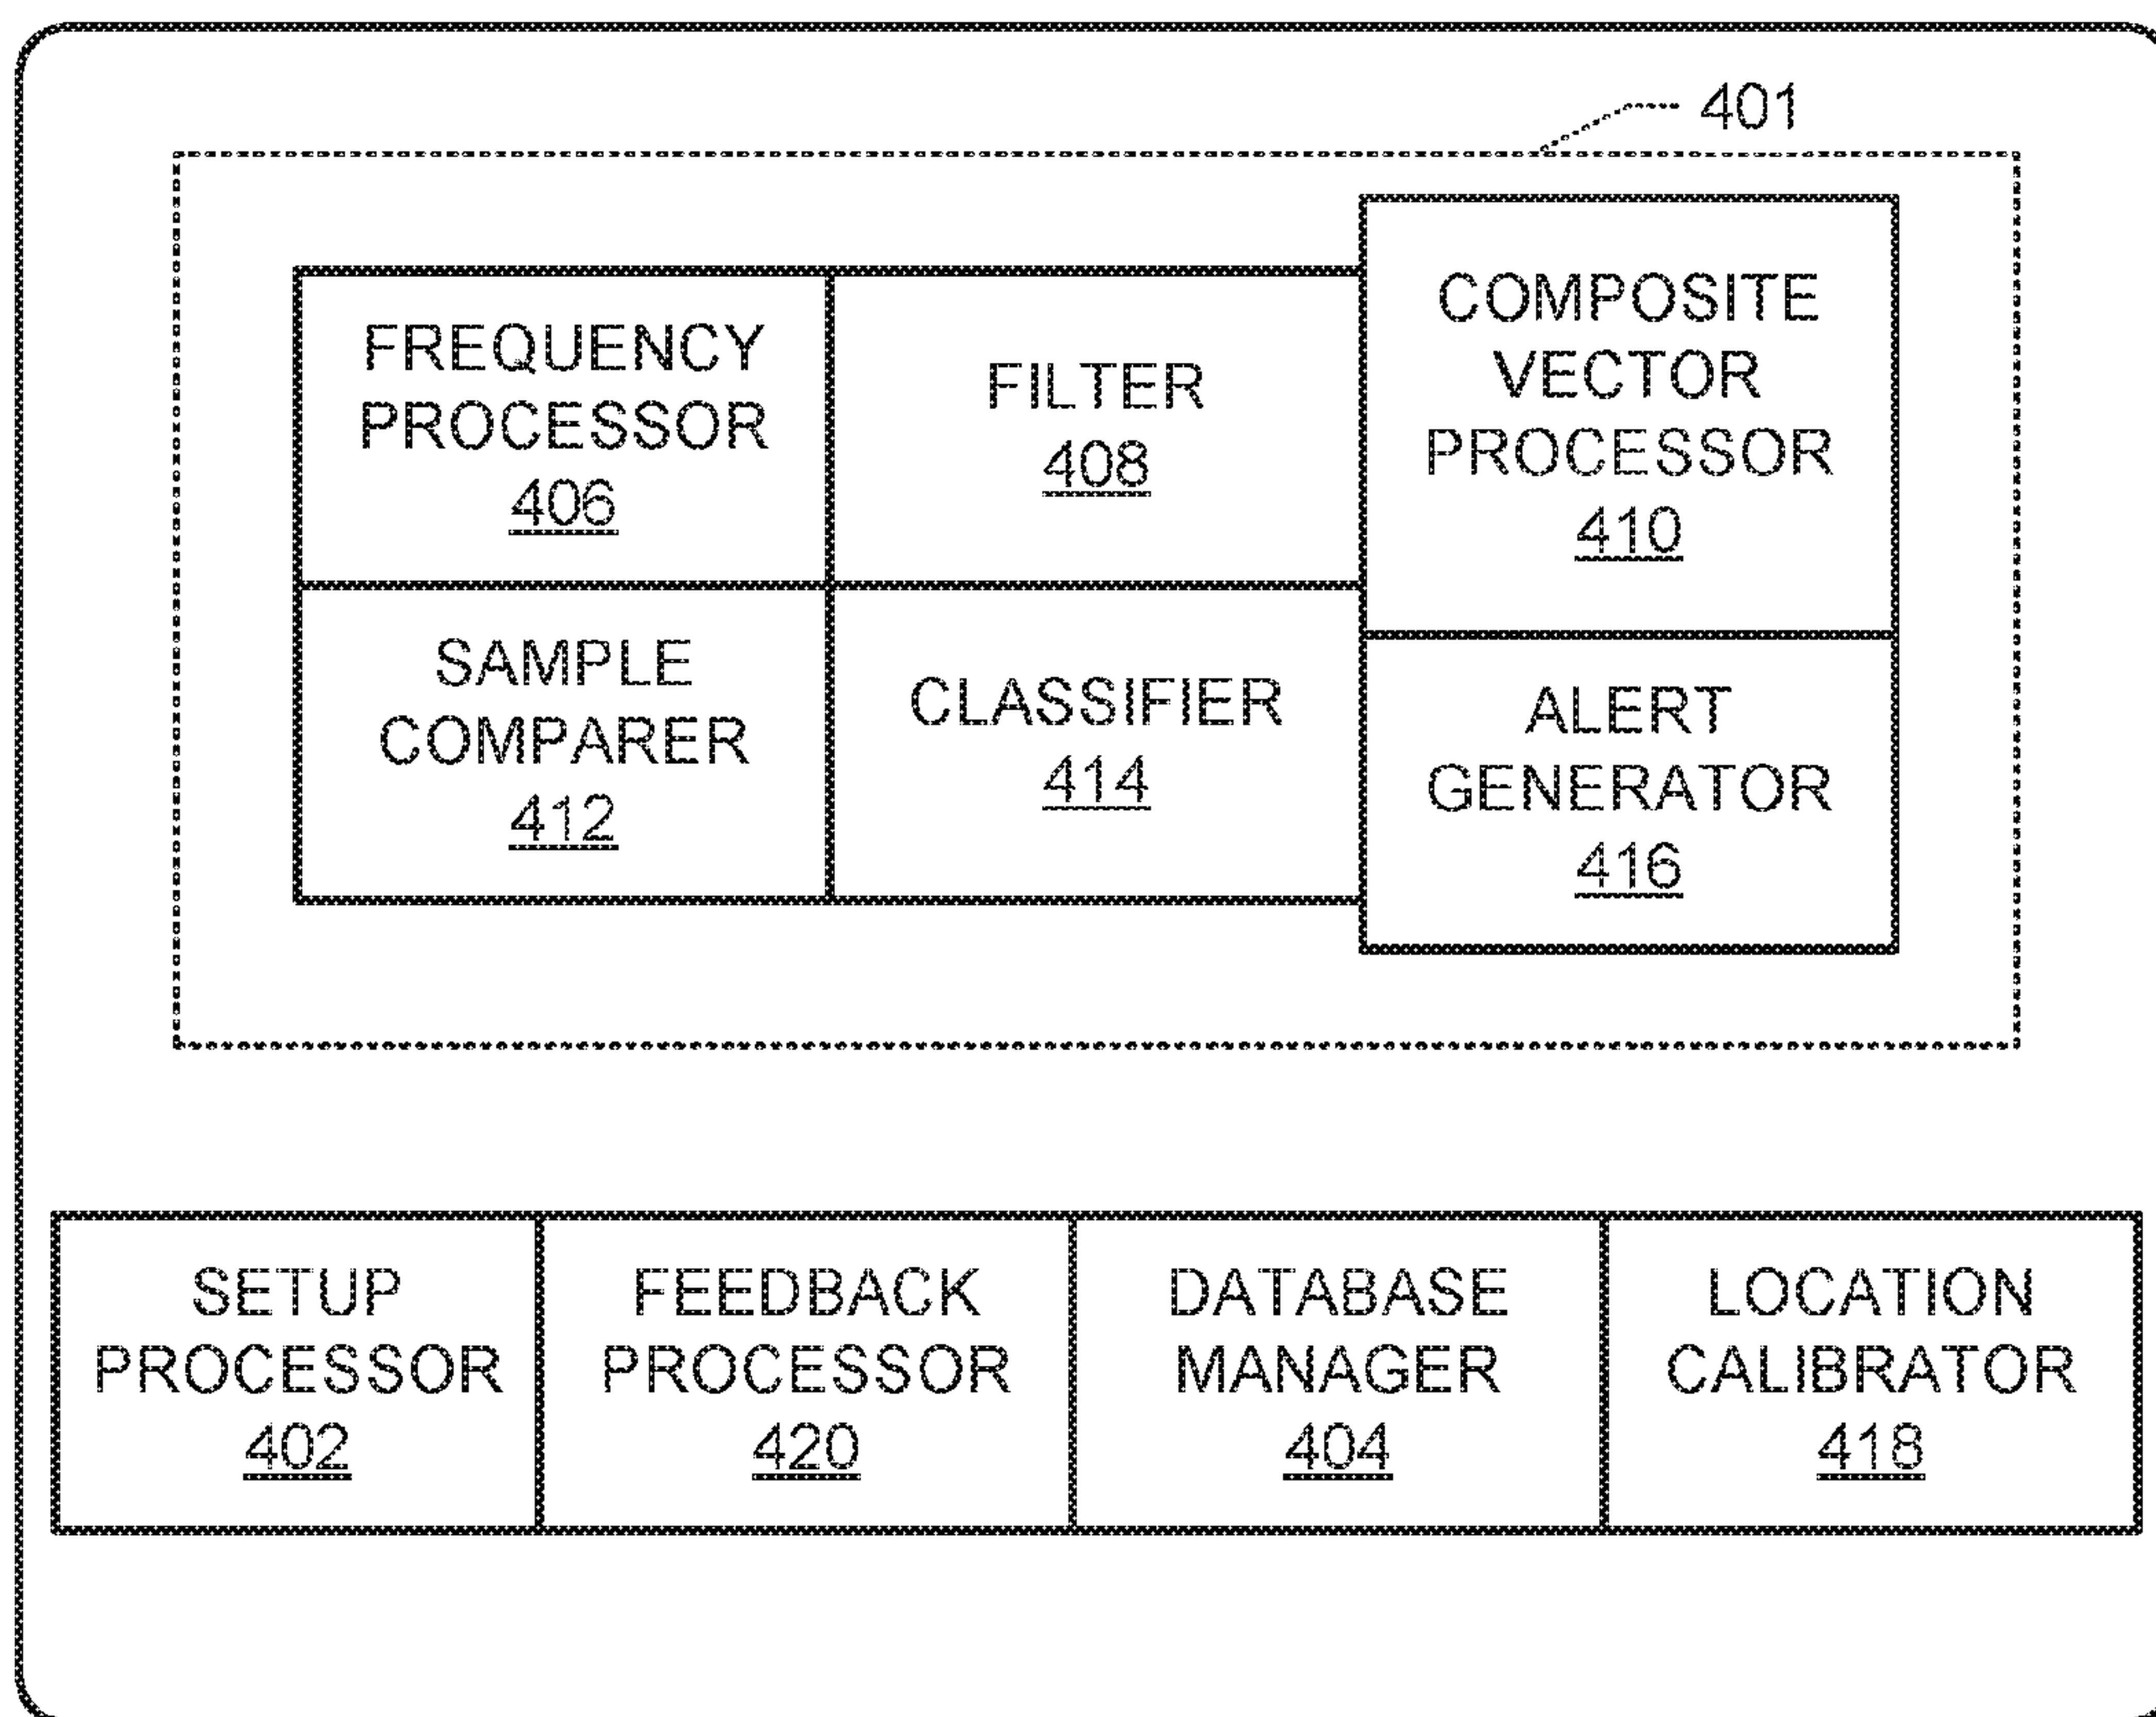 401
FREQUENCY
PROCESSOR
406
FILTER
408
COMPOSITE
VECTOR
PROCESSOR
410
SAMPLE
COMPARER
412
CLASSIFIER
414
ALERT
GENERATOR
416
SETUP
PROCESSOR
402
FEEDBACK
PROCESSOR
420
DATABASE
MANAGER
404
LOCATION
CALIBRATOR
418